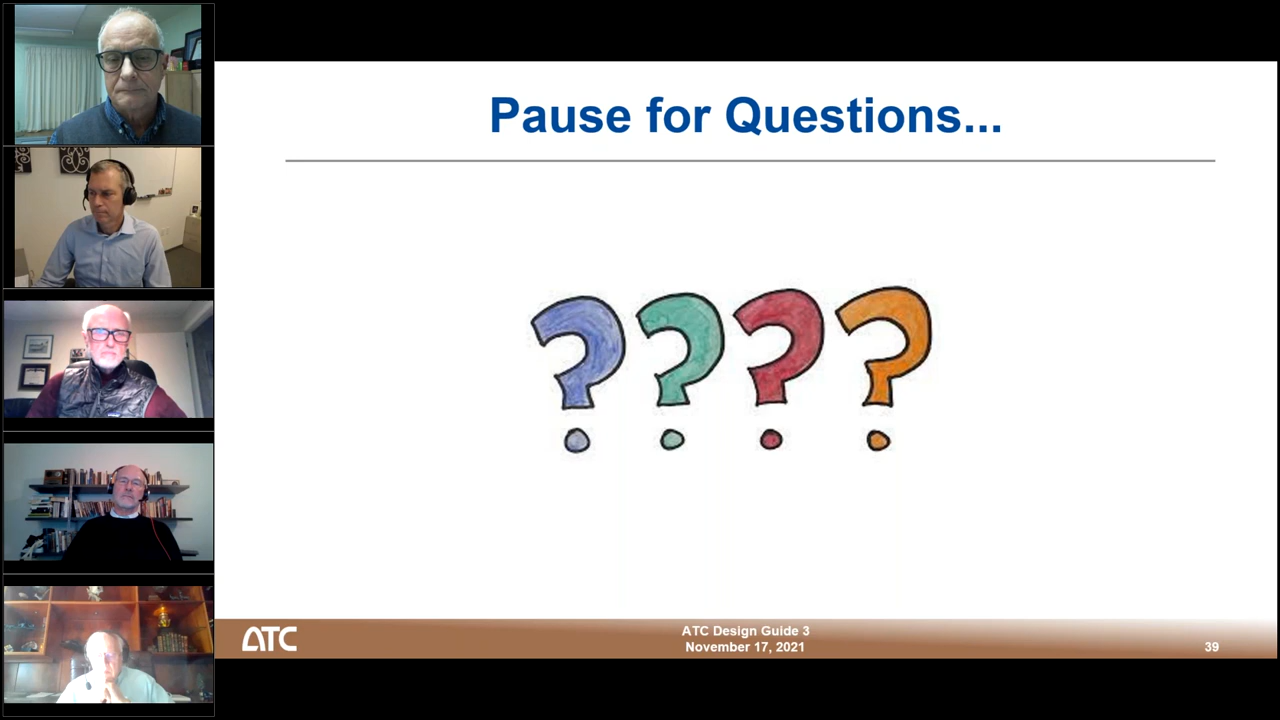 Pause for Questions...
? ? ? ?
ATC
ATC Design Guide 3
November 17, 2021
39